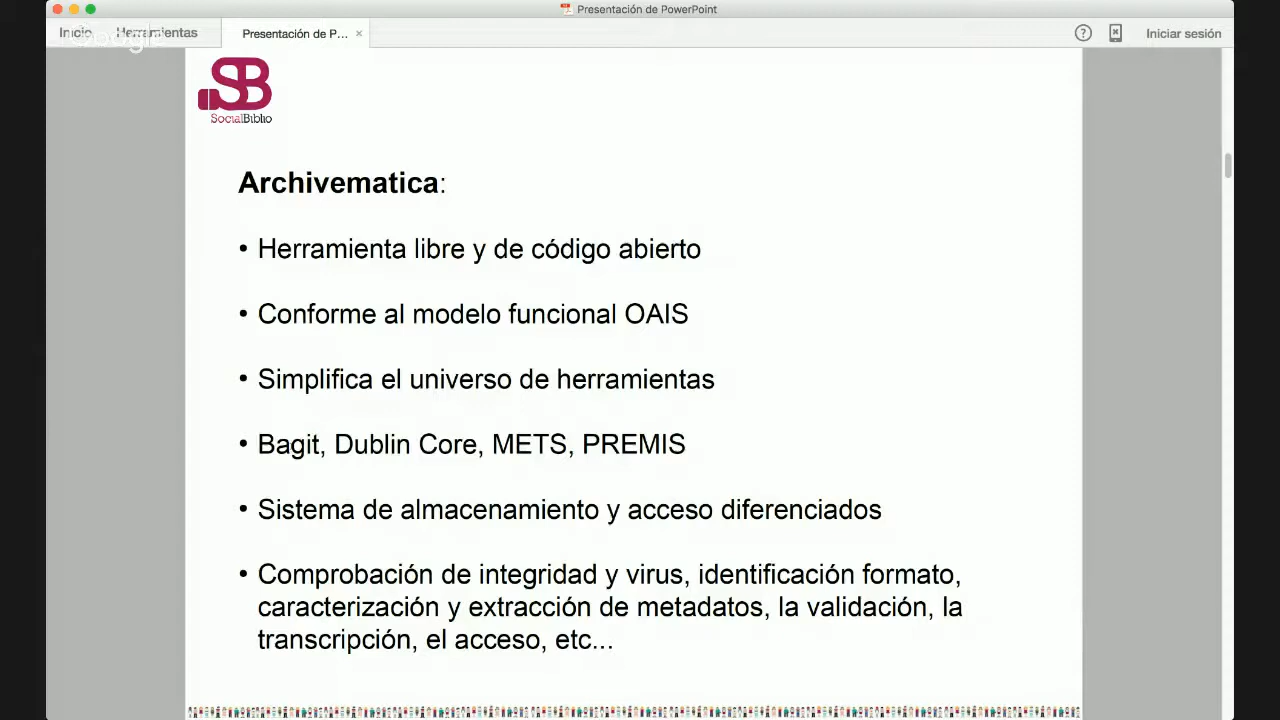 Presentación de PowerPoint
Inicio Herramientas Presentación de P... × ? Iniciar sesión
Google
SB
SocialBiblio
Archivematica:
• Herramienta libre y de código abierto
• Conforme al modelo funcional OAIS
• Simplifica el universo de herramientas
• Bagit, Dublin Core, METS, PREMIS
• Sistema de almacenamiento y acceso diferenciados
• Comprobación de integridad y virus, identificación formato,
caracterización y extracción de metadatos, la validación, la
transcripción, el acceso, etc...